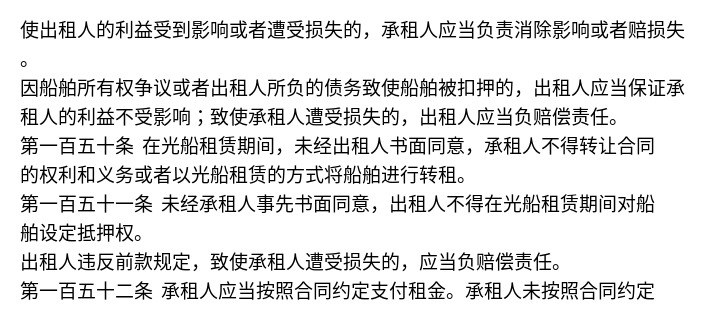 使出租人的利益受到影响或者遭受损失的，承租人应当负责消除影响或者赔损失
。
因船舶所有权争议或者出租人所负的债务致使船舶被扣押的，出租人应当保证承
租人的利益不受影响；致使承租人遭受损失的，出租人应当负赔偿责任。
第一百五十条 在光船租赁期间，未经出租人书面同意，承租人不得转让合同
的权利和义务或者以光船租赁的方式将船舶进行转租。
第一百五十一条 未经承租人事先书面同意，出租人不得在光船租赁期间对船
舶设定抵押权。
出租人违反前款规定，致使承租人遭受损失的，应当负赔偿责任。
第一百五十二条 承租人应当按照合同约定支付租金。承租人未按照合同约定